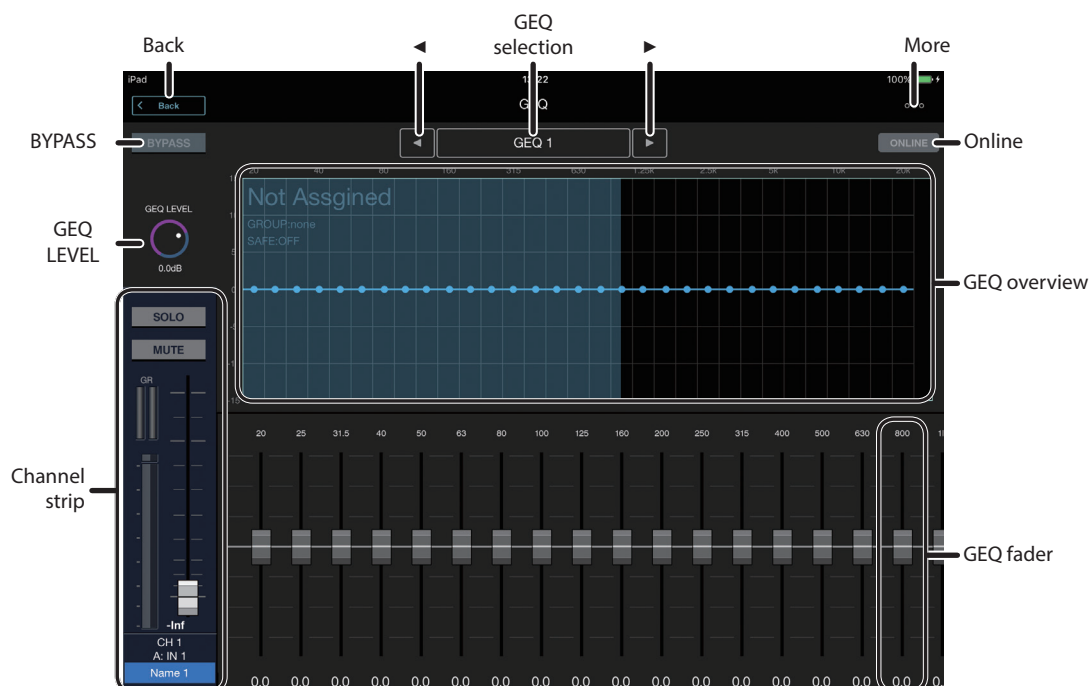 GEQ
selection
Back
◄
►
More
iPad
100%
Back
GEQ
BYPASS
BYPASS
◄
GEQ 1
►
ONLINE
Online
20 40 80 160 315 630 1.25k 2.5k 5k 10k 20k
Not Assgined
GROUP:none
SAFE:OFF
GEQ LEVEL
0.0dB
GEQ
LEVEL
GEQ overview
SOLO
MUTE
GR
-Inf
CH 1
A: IN 1
Name 1
Channel
strip
20 25 31.5 40 50 63 80 100 125 160 200 250 315 400 500 630 800
GEQ fader
0.0 0.0 0.0 0.0 0.0 0.0 0.0 0.0 0.0 0.0 0.0 0.0 0.0 0.0 0.0 0.0 0.0